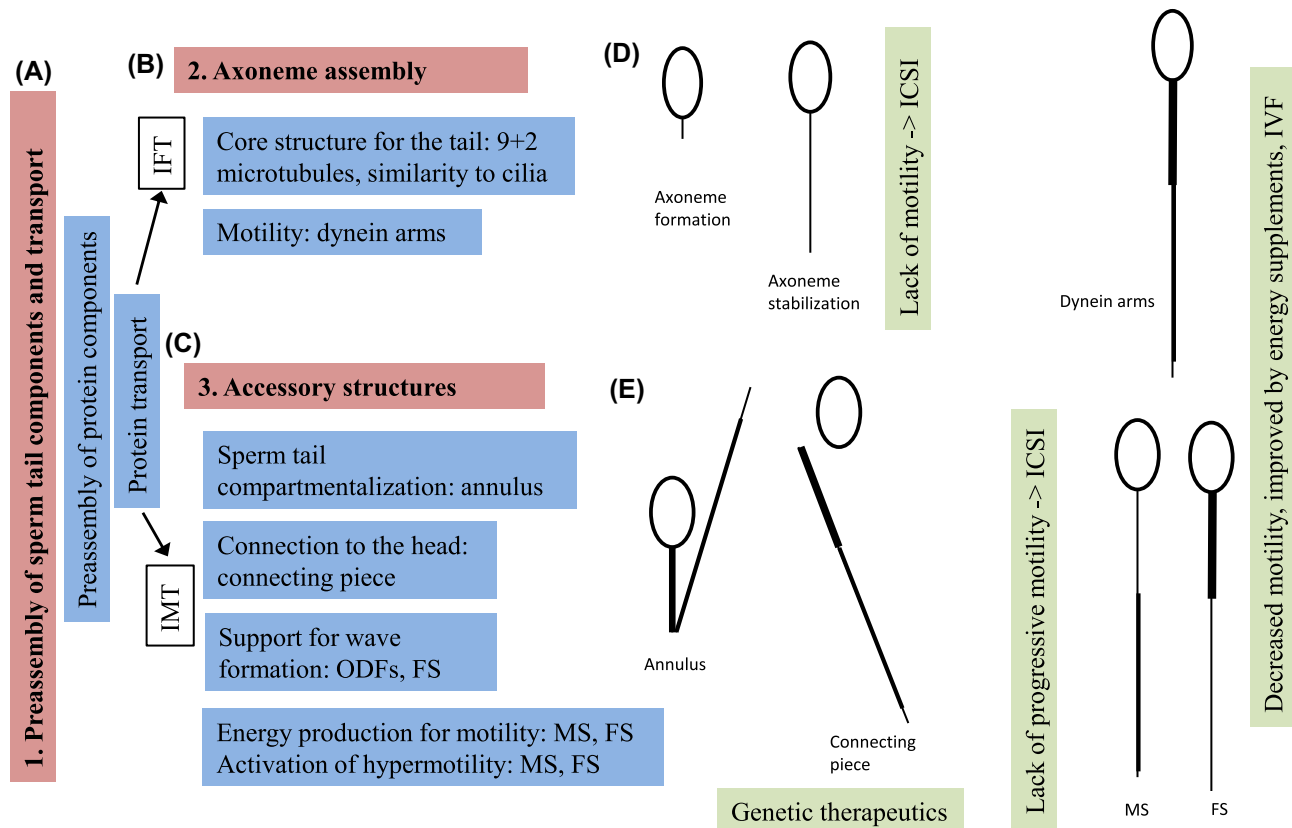 (A)
1. Preassembly of sperm tail components and transport
Preassembly of protein components
Protein transport
(B)
2. Axoneme assembly
IFT
Core structure for the tail: 9+2
microtubules, similarity to cilia
Motility: dynein arms
(C)
3. Accessory structures
IMT
Sperm tail
compartmentalization: annulus
Connection to the head:
connecting piece
Support for wave
formation: ODFs, FS
Energy production for motility: MS, FS
Activation of hypermotility: MS, FS
(D)
Axoneme
formation
Axoneme
stabilization
Lack of motility -> ICSI
Dynein arms
Decreased motility, improved by energy supplements, IVF
(E)
Annulus
Connecting
piece
Genetic therapeutics
Lack of progressive motility -> ICSI
MS
FS